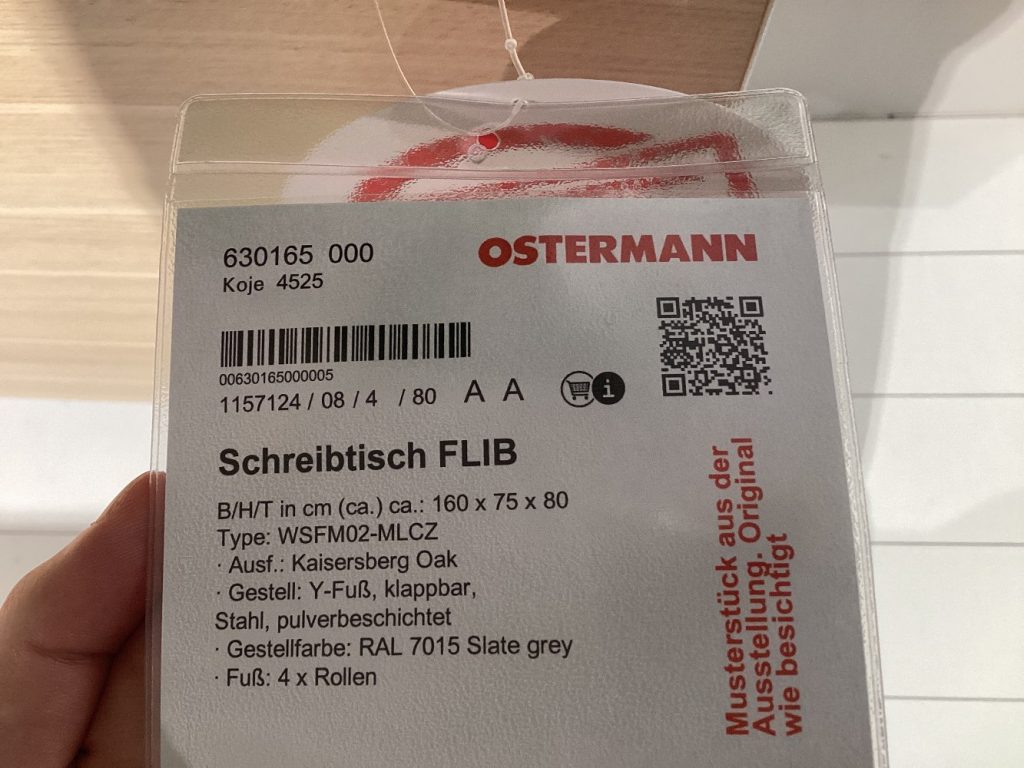 630165 000
Koje 4525
OSTERMANN
00630165000005
1157124 / 08 / 4 / 80 A A
i
Schreibtisch FLIB
B/H/T in cm (ca.) ca.: 160 x 75 x 80
Type: WSFM02-MLCZ
· Ausf.: Kaisersberg Oak
· Gestell: Y-Fuß, klappbar,
Stahl, pulverbeschichtet
· Gestellfarbe: RAL 7015 Slate grey
· Fuß: 4 x Rollen
Musterstück aus der
Ausstellung. Original
wie besichtigt